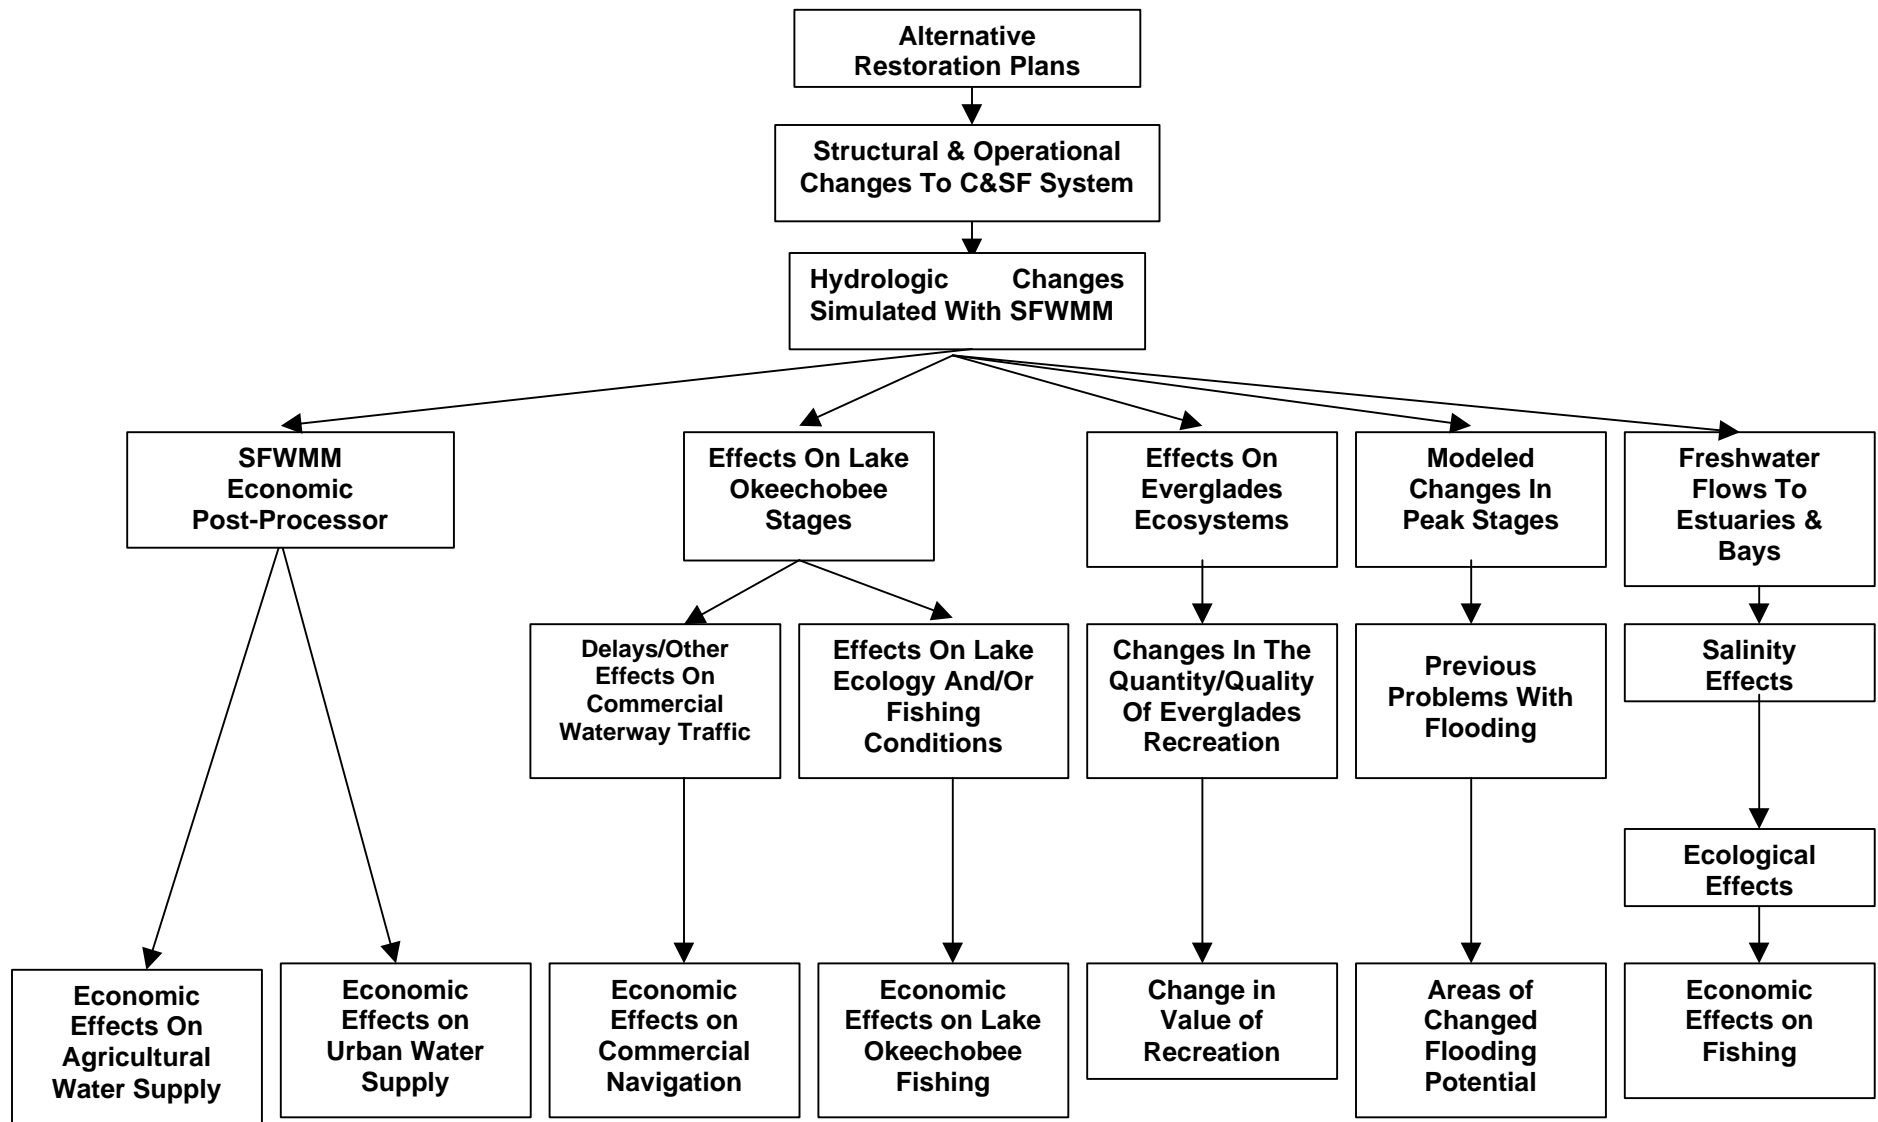 Alternative
Restoration Plans
Structural & Operational
Changes To C&SF System
Hydrologic Changes
Simulated With SFWMM
SFWMM
Economic
Post-Processor
Effects On Lake
Okeechobee
Stages
Effects On
Everglades
Ecosystems
Modeled
Changes In
Peak Stages
Freshwater
Flows To
Estuaries &
Bays
Delays/Other
Effects On
Commercial
Waterway Traffic
Effects On Lake
Ecology And/Or
Fishing
Conditions
Changes In The
Quantity/Quality
Of Everglades
Recreation
Previous
Problems With
Flooding
Salinity
Effects
Ecological
Effects
Economic
Effects On
Agricultural
Water Supply
Economic
Effects on
Urban Water
Supply
Economic
Effects on
Commercial
Navigation
Economic
Effects on Lake
Okeechobee
Fishing
Change in
Value of
Recreation
Areas of
Changed
Flooding
Potential
Economic
Effects on
Fishing